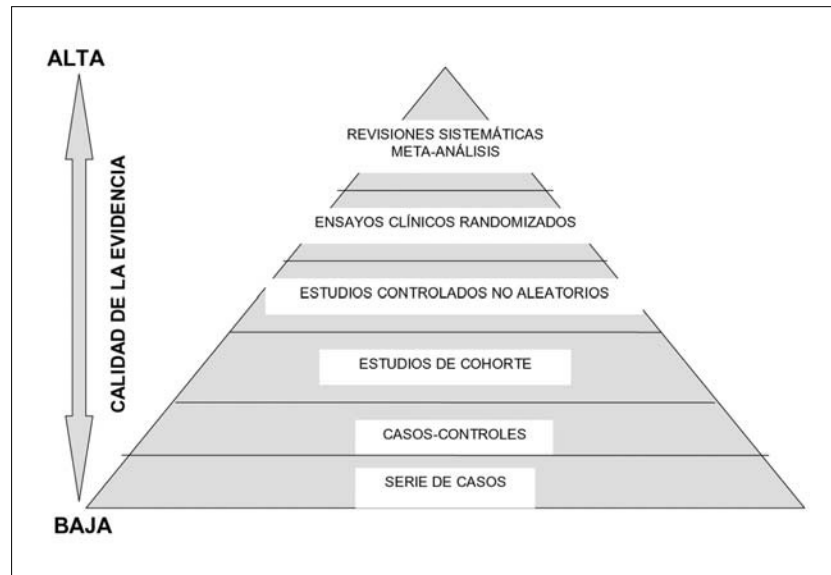 ALTA
CALIDAD DE LA EVIDENCIA
BAJA
REVISIONES SISTEMÁTICAS
META-ANÁLISIS
ENSAYOS CLÍNICOS RANDOMIZADOS
ESTUDIOS CONTROLADOS NO ALEATORIOS
ESTUDIOS DE COHORTE
CASOS-CONTROLES
SERIE DE CASOS